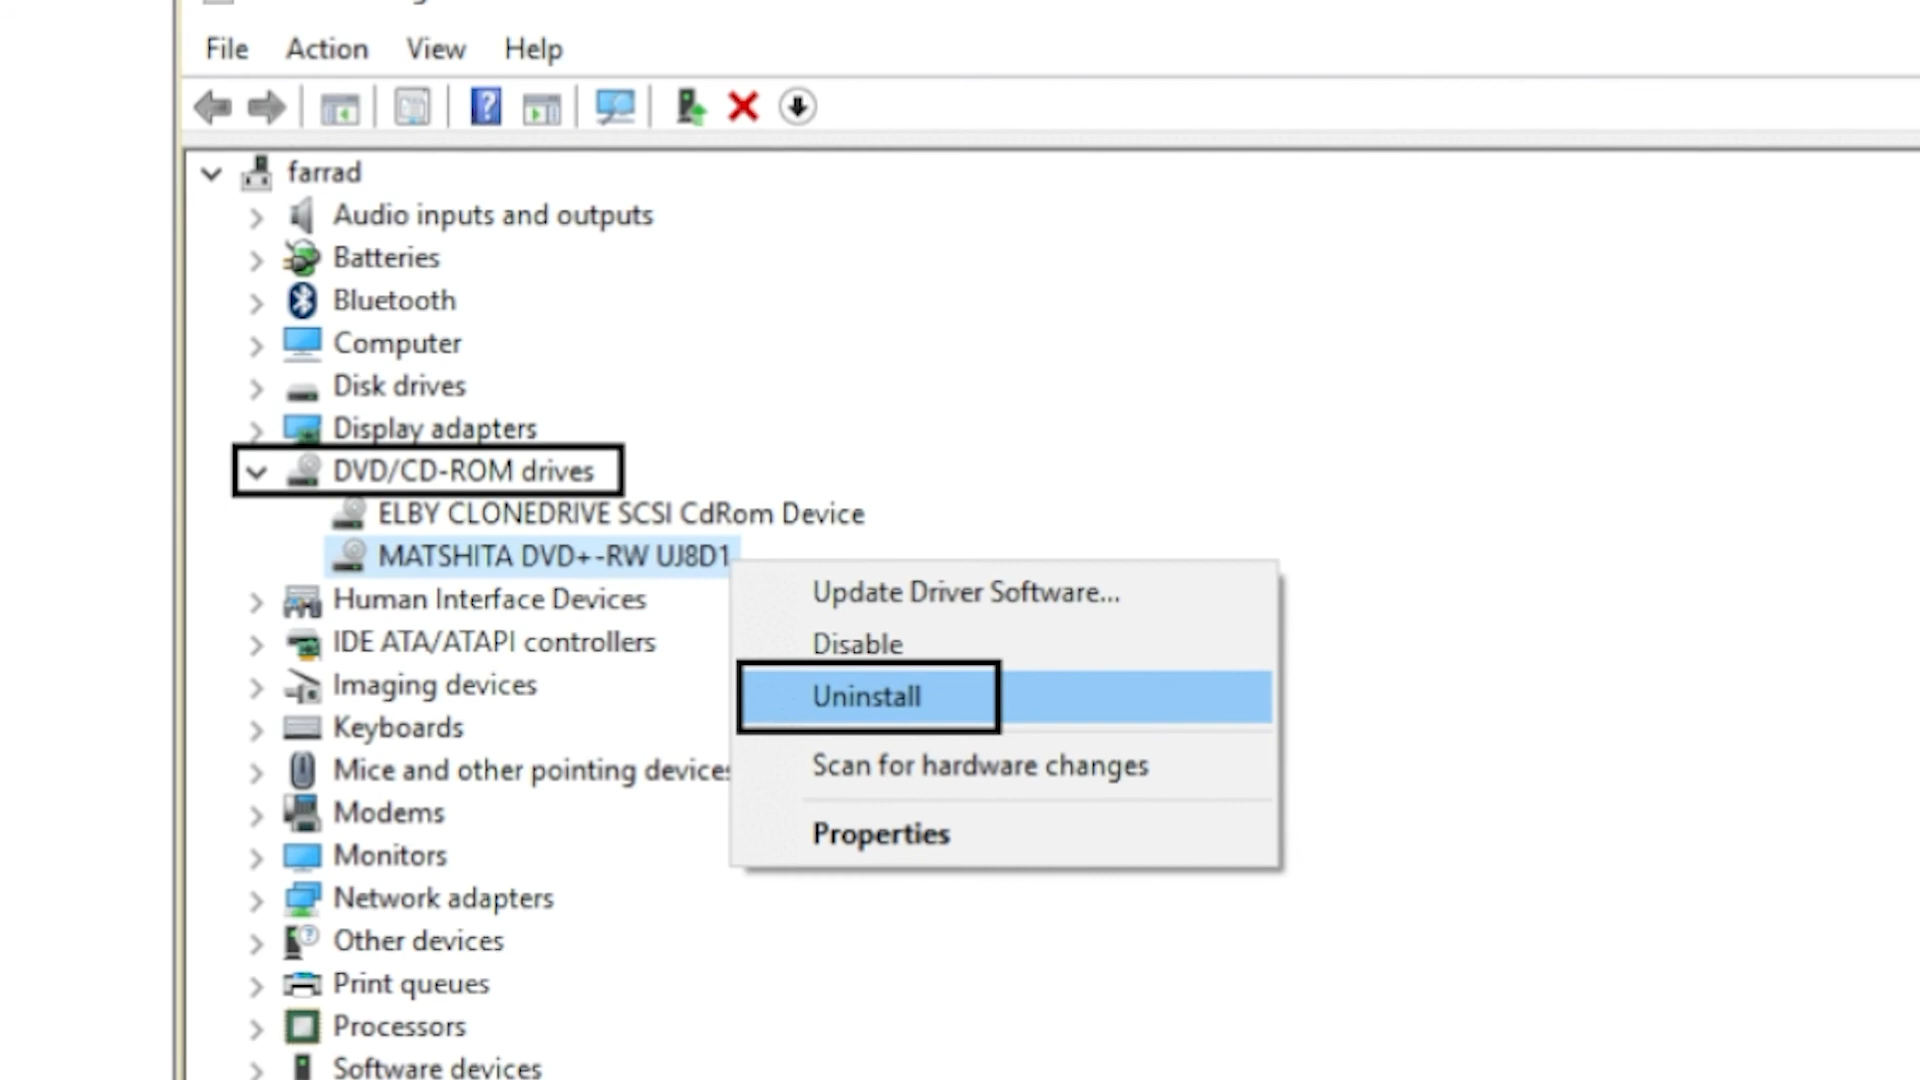 File Action View Help
farrad
Audio inputs and outputs
Batteries
Bluetooth
Computer
Disk drives
Display adapters
DVD/CD-ROM drives
ELBY CLONEDRIVE SCSI CdRom Device
MATSHITA DVD+-RW UJ8D1
Human Interface Devices
IDE ATA/ATAPI controllers
Imaging devices
Keyboards
Mice and other pointing devices
Modems
Monitors
Network adapters
Other devices
Print queues
Processors
Software devices
Update Driver Software...
Disable
Uninstall
Scan for hardware changes
Properties